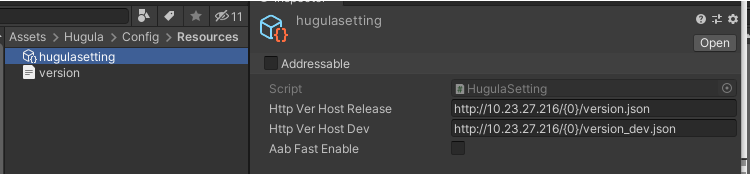 Inspector
11
Assets > Hugula > Config > Resources
hugulasetting
version
hugulasetting
Open
Addressable
Script
HugulaSetting
Http Ver Host Release
http://10.23.27.216/{0}/version.json
Http Ver Host Dev
http://10.23.27.216/{0}/version_dev.json
Aab Fast Enable